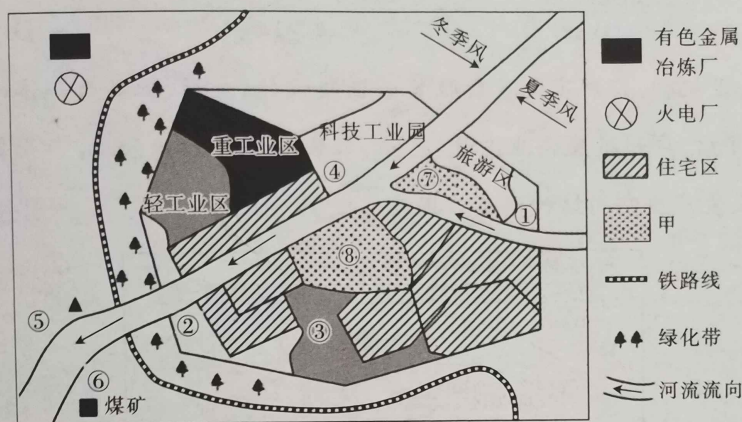 冬季风
夏季风
科技工业园
重工业区
④
旅游区
⑦
①
轻工业区
⑧
⑤
②
③
⑥
煤矿
有色金属
冶炼厂
火电厂
住宅区
甲
铁路线
绿化带
河流流向